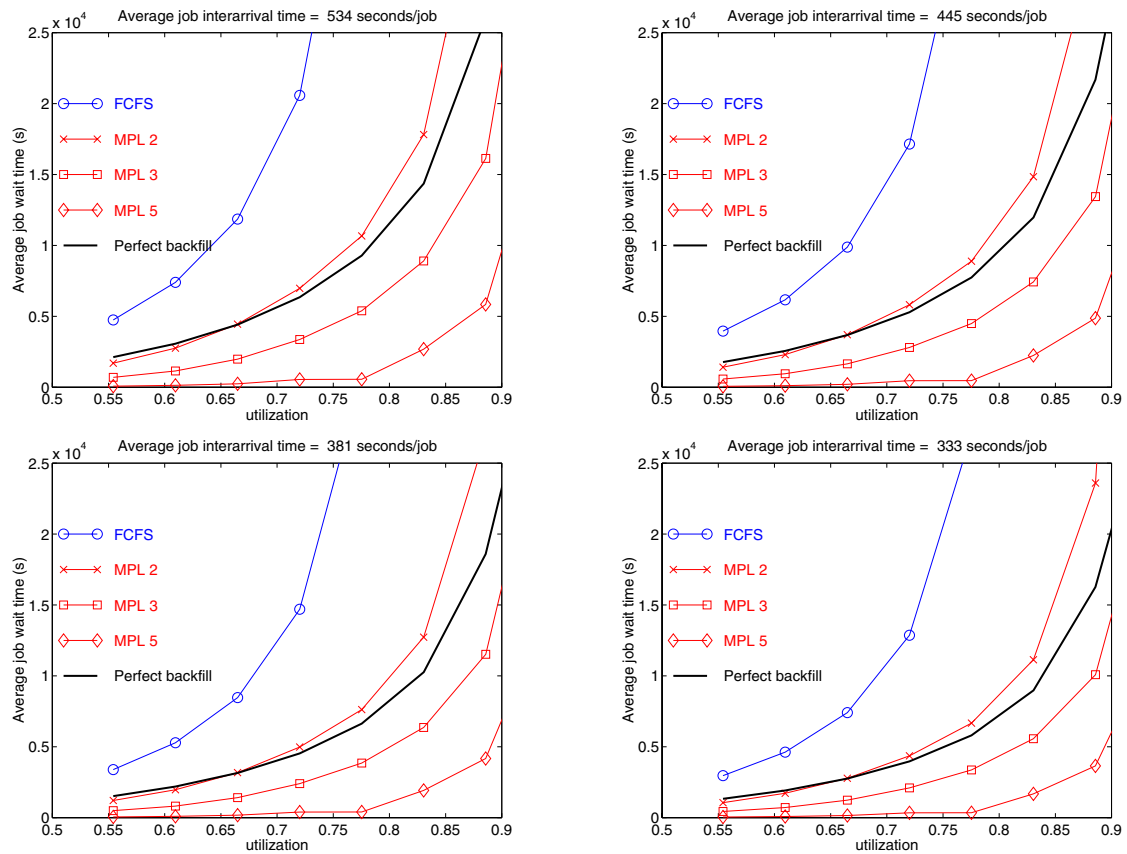 Average job interarrival time = 534 seconds/job
x 10^4
2.5
2
1.5
1
0.5
0
Average job wait time (s)
FCFS
MPL 2
MPL 3
MPL 5
Perfect backfill
0.5 0.55 0.6 0.65 0.7 0.75 0.8 0.85 0.9
utilization
Average job interarrival time = 445 seconds/job
x 10^4
2.5
2
1.5
1
0.5
0
Average job wait time (s)
FCFS
MPL 2
MPL 3
MPL 5
Perfect backfill
0.5 0.55 0.6 0.65 0.7 0.75 0.8 0.85 0.9
utilization
Average job interarrival time = 381 seconds/job
x 10^4
2.5
2
1.5
1
0.5
0
Average job wait time (s)
FCFS
MPL 2
MPL 3
MPL 5
Perfect backfill
0.5 0.55 0.6 0.65 0.7 0.75 0.8 0.85 0.9
utilization
Average job interarrival time = 333 seconds/job
x 10^4
2.5
2
1.5
1
0.5
0
Average job wait time (s)
FCFS
MPL 2
MPL 3
MPL 5
Perfect backfill
0.5 0.55 0.6 0.65 0.7 0.75 0.8 0.85 0.9
utilization